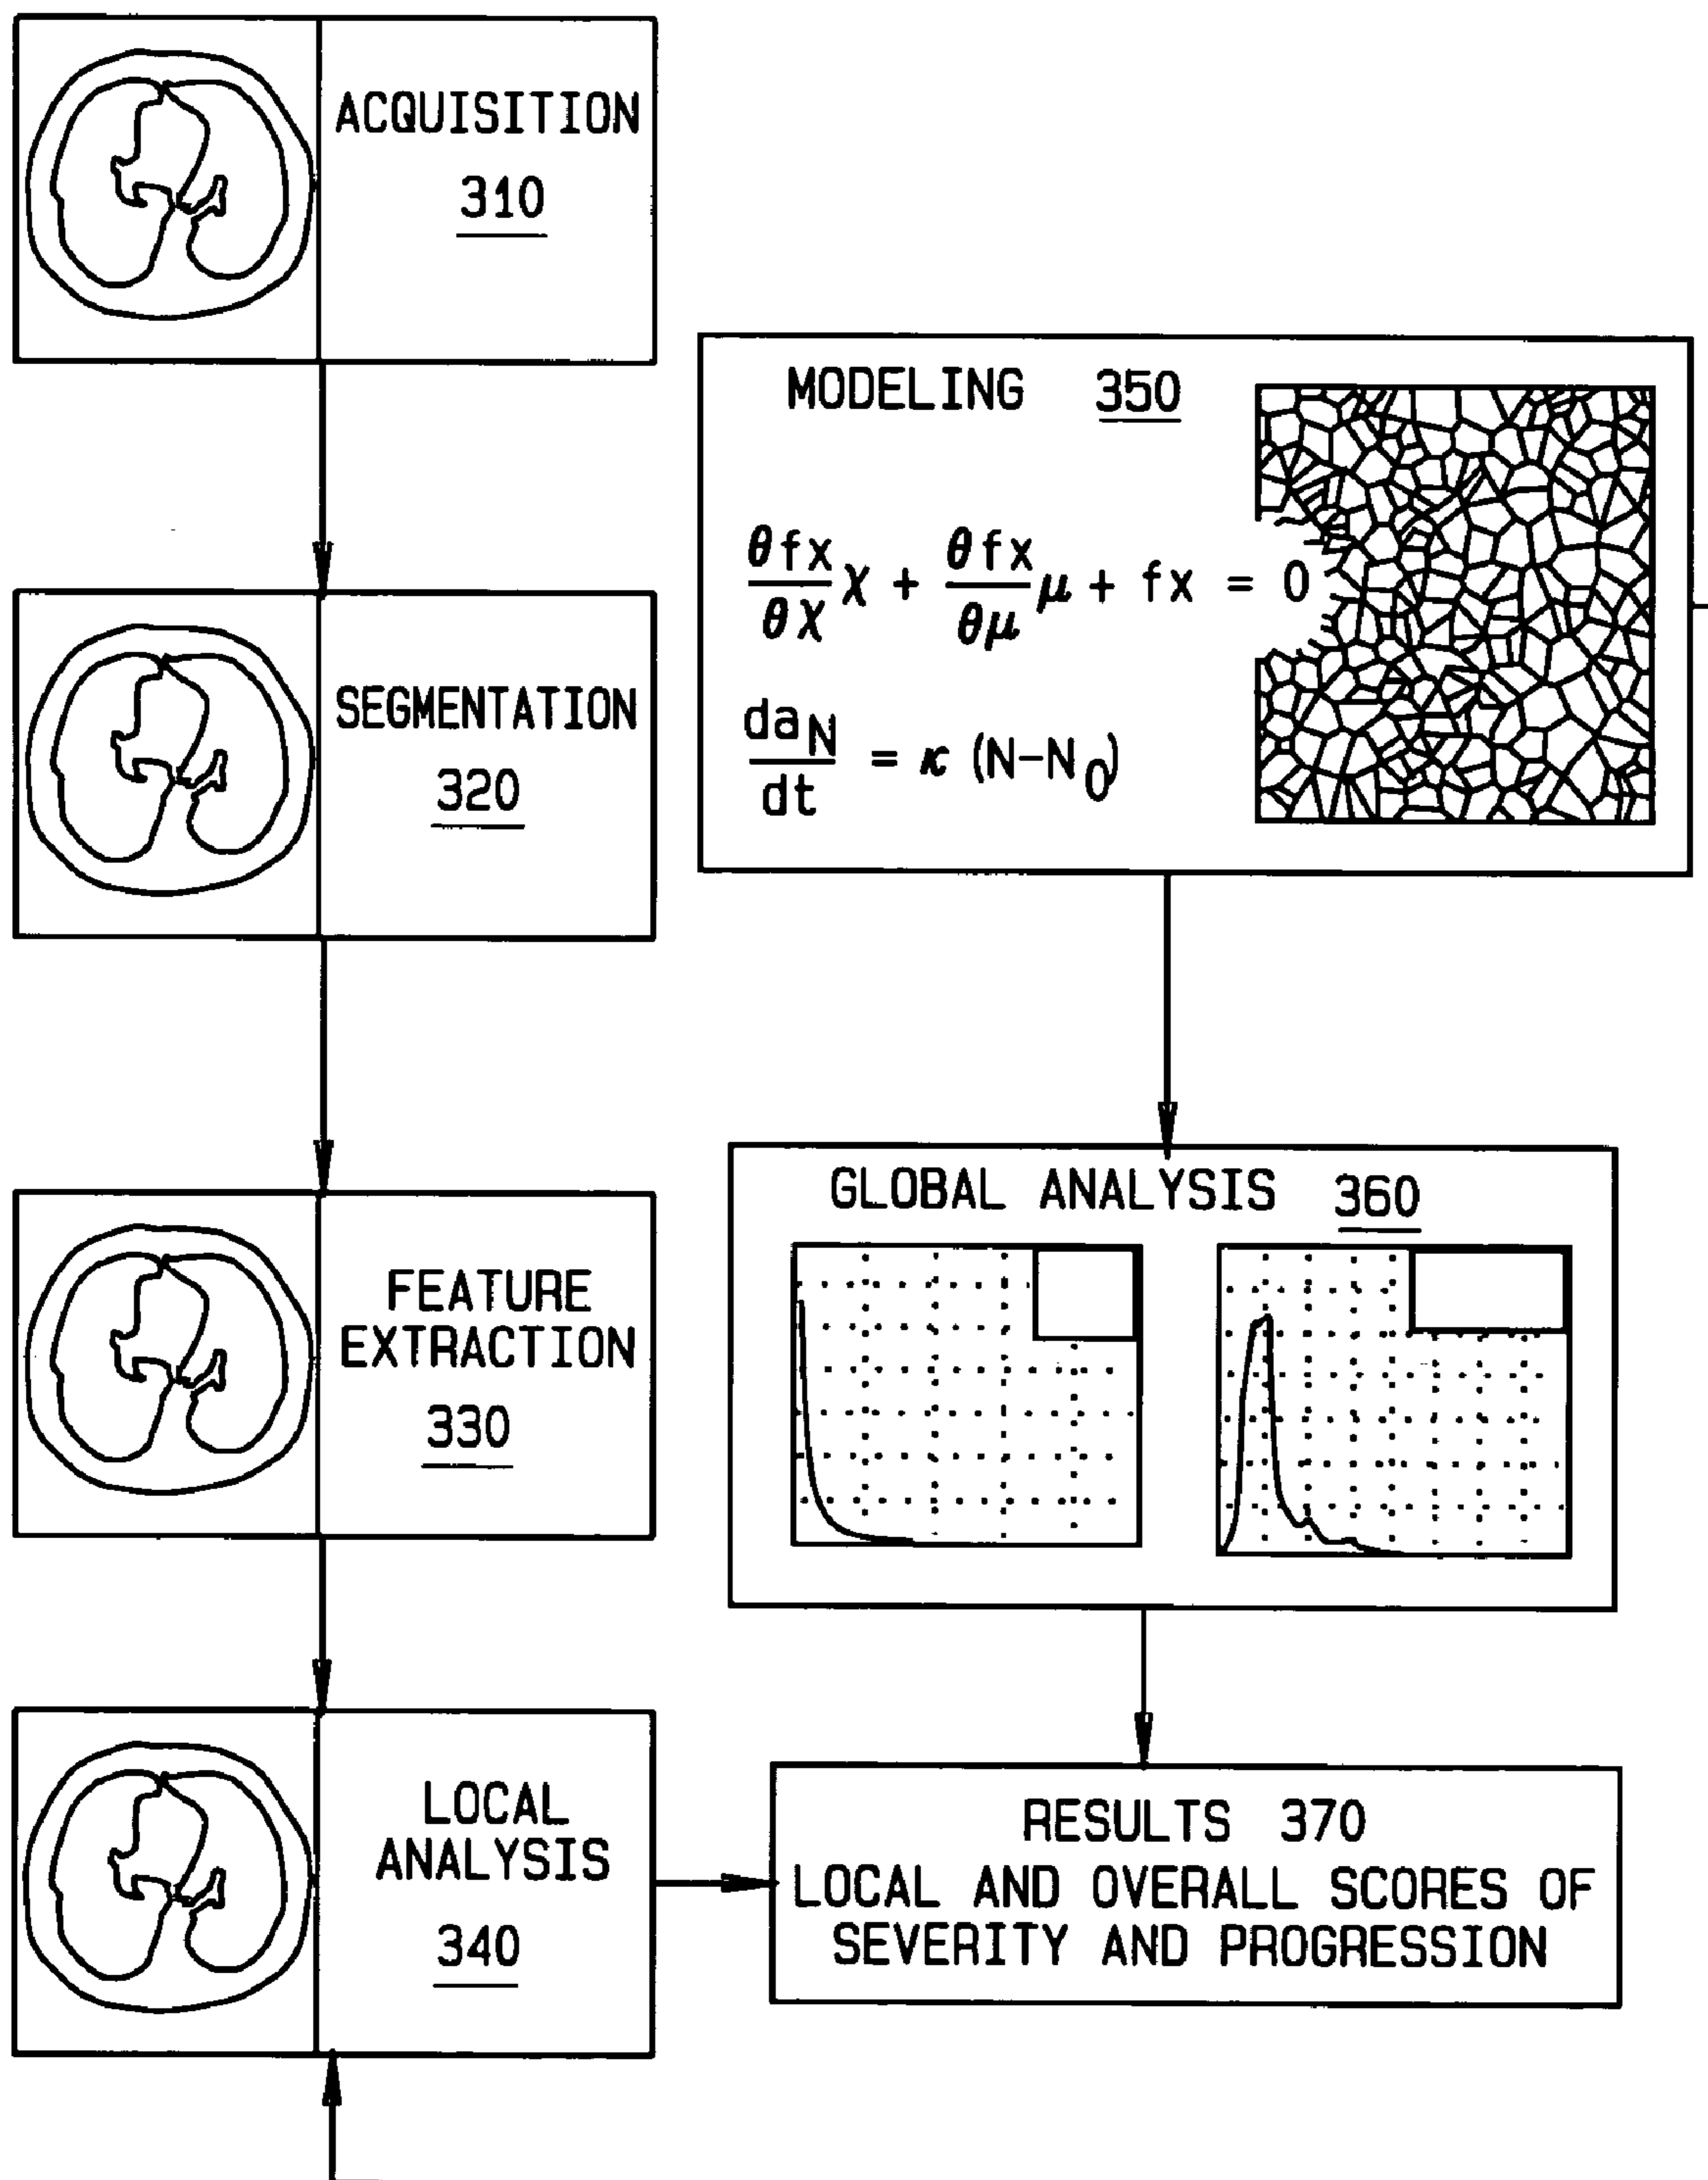 ACQUISITION
310
SEGMENTATION
320
FEATURE
EXTRACTION
330
LOCAL
ANALYSIS
340
MODELING 350
θfx/θχ χ + θfx/θμ μ + fx = 0
da_N/dt = κ (N-N_0)
GLOBAL ANALYSIS 360
RESULTS 370
LOCAL AND OVERALL SCORES OF
SEVERITY AND PROGRESSION